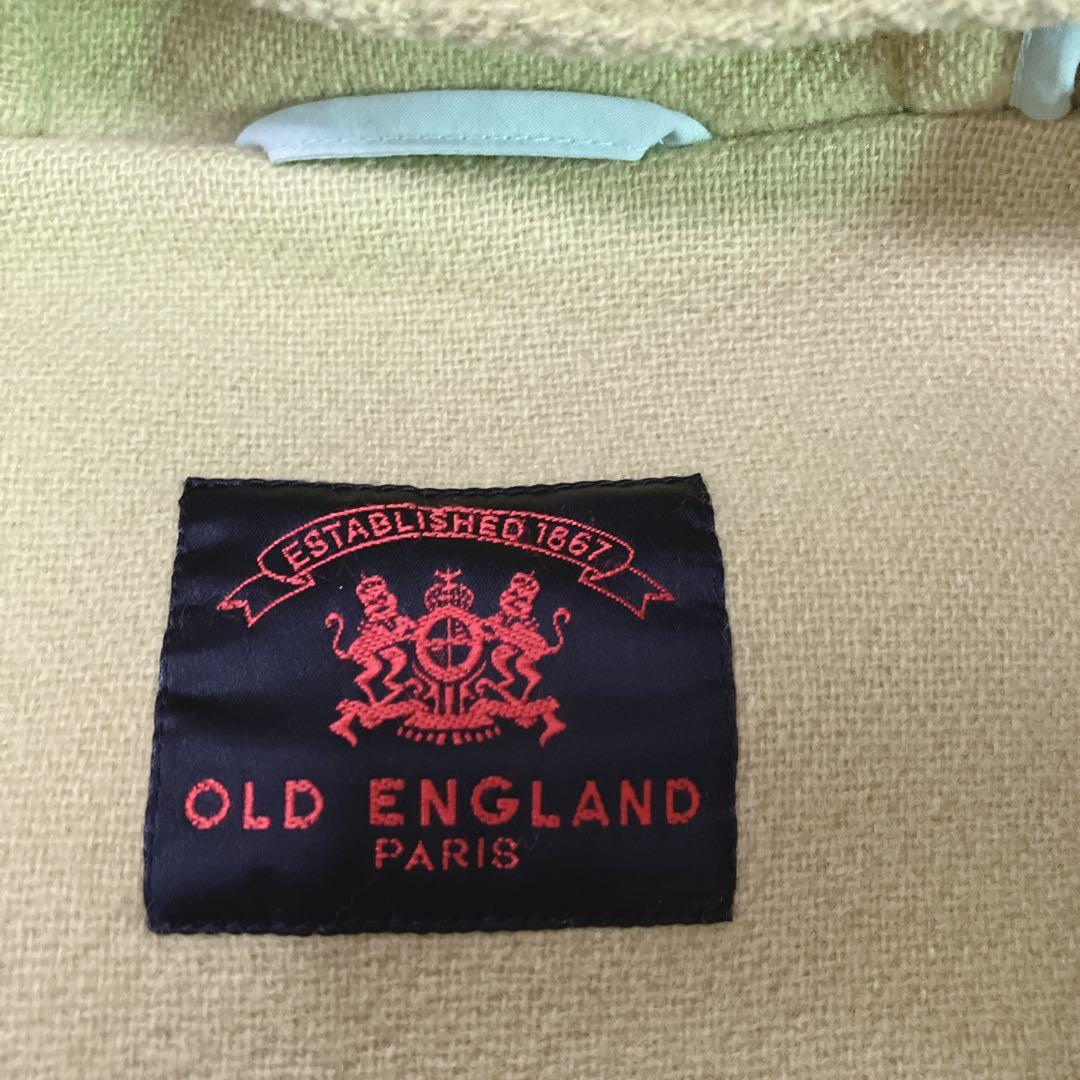 ESTABLISHED 1867
OLD ENGLAND
PARIS